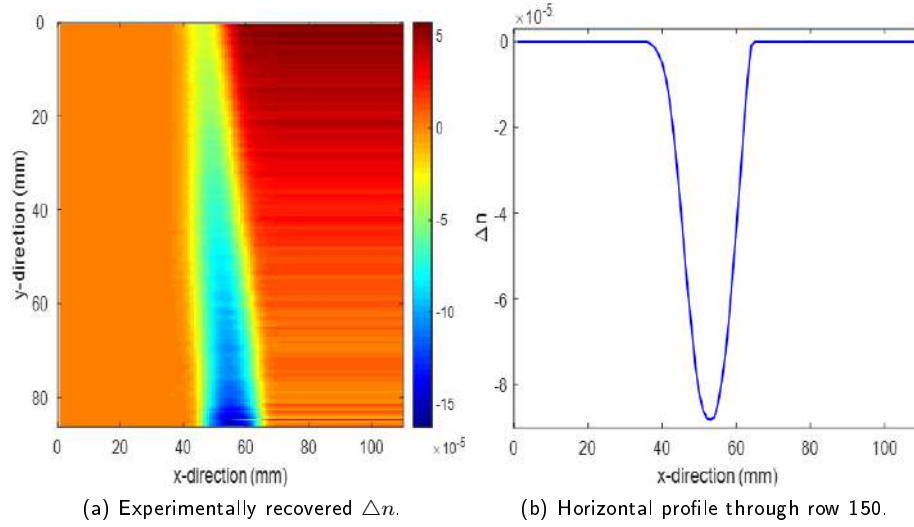 ×10⁻⁵
0
20
40
60
80
y-direction (mm)
0 20 40 60 80 100
x-direction (mm)
5
0
-5
-10
-15
×10⁻⁵
0
-2
-4
-6
-8
Δn
0 20 40 60 80 100
x-direction (mm)
(a) Experimentally recovered △n.
(b) Horizontal profile through row 150.